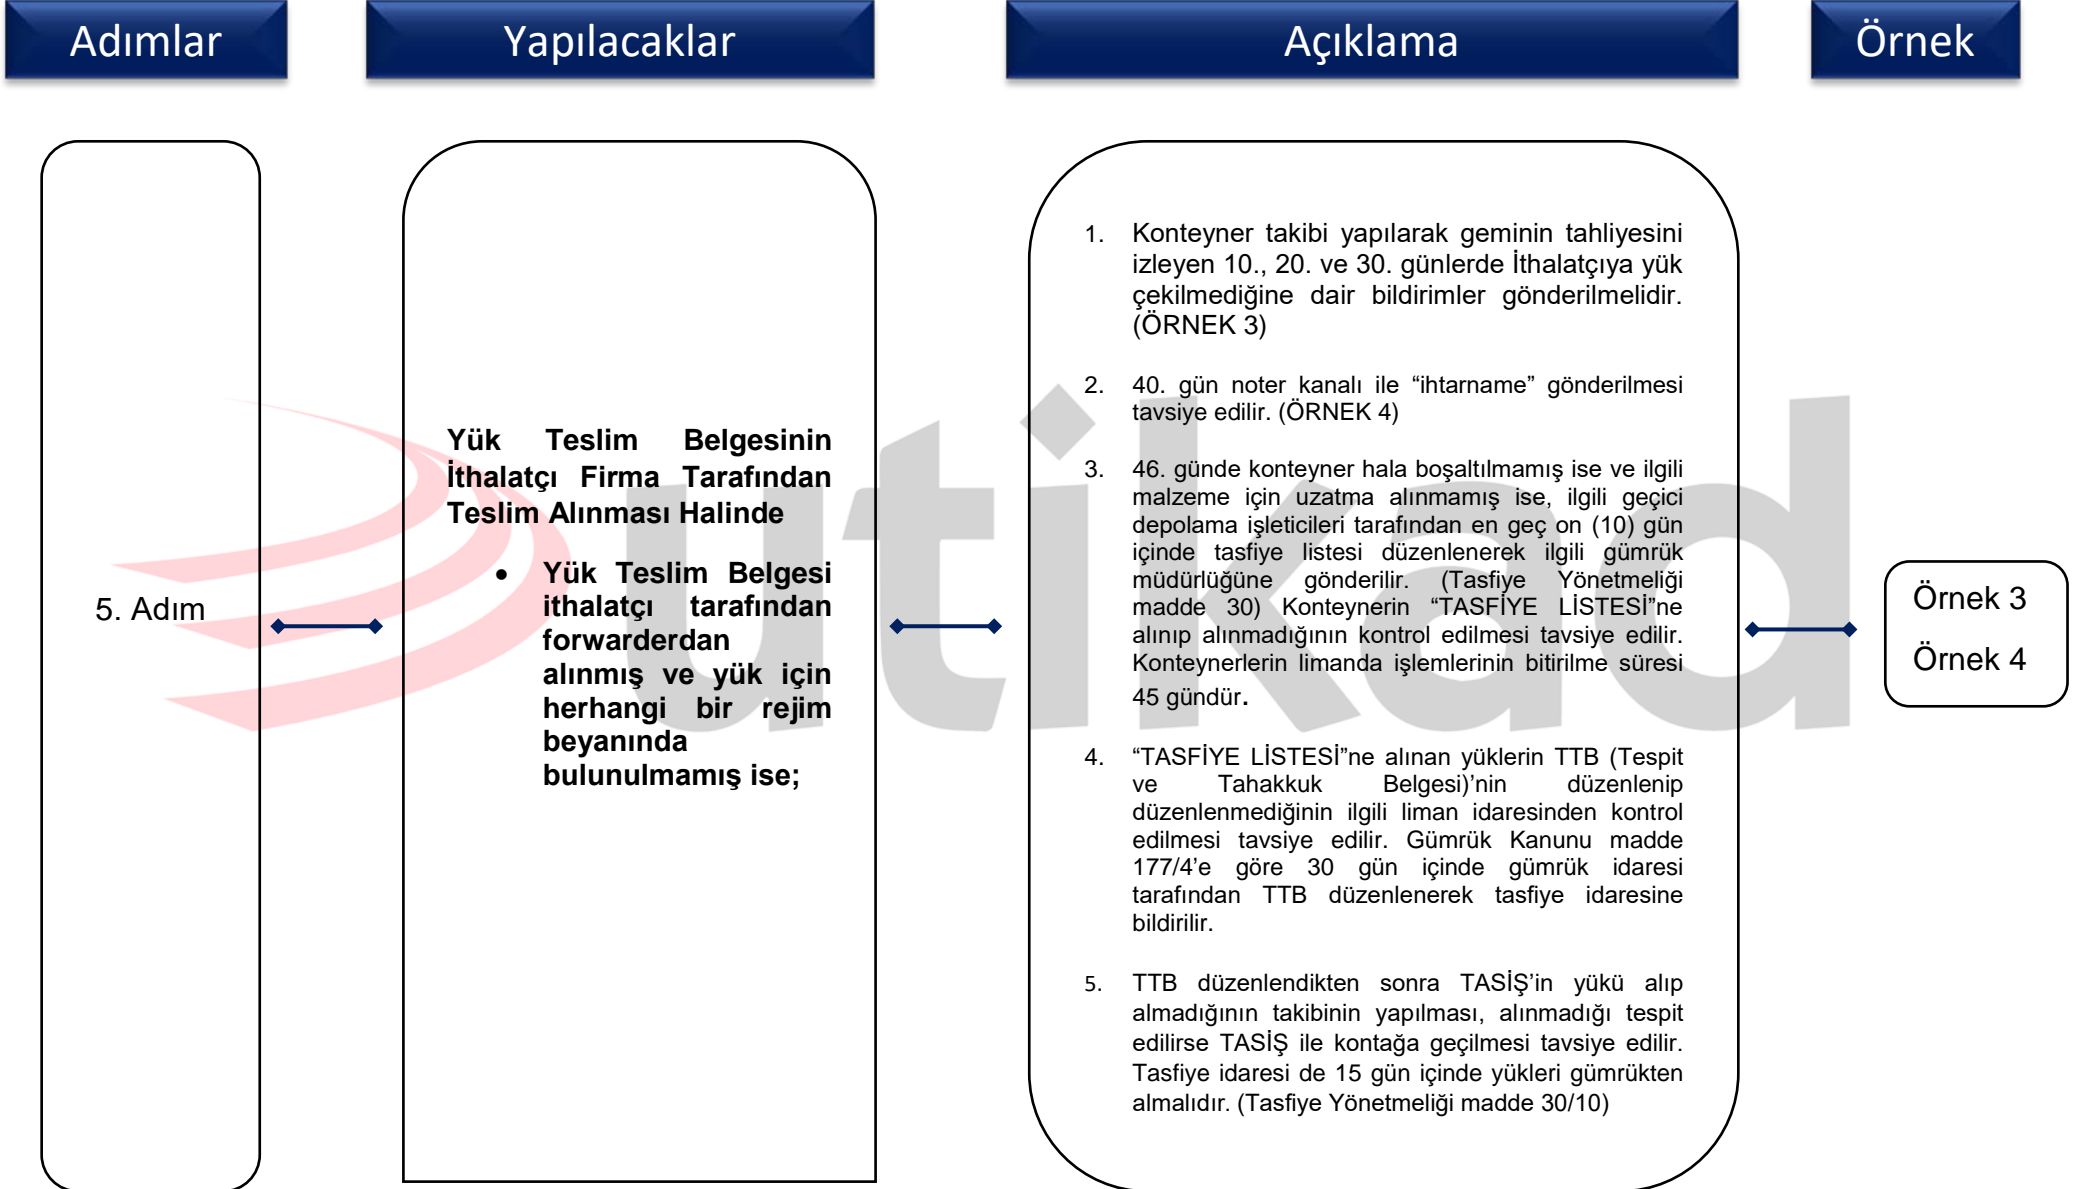 Adımlar
Yapılacaklar
Açıklama
Örnek
5. Adım
Yük Teslim Belgesinin
İthalatçı Firma Tarafından
Teslim Alınması Halinde
• Yük Teslim Belgesi
ithalatçı tarafından
forwarderdan
alınmış ve yük için
herhangi bir rejim
beyanında
bulunulmamış ise;
1. Konteyner takibi yapılarak geminin tahliyesini
izleyen 10., 20. ve 30. günlerde İthalatçıya yük
çekilmediğine dair bildirimler gönderilmelidir.
(ÖRNEK 3)
2. 40. gün noter kanalı ile “ihtarname” gönderilmesi
tavsiye edilir. (ÖRNEK 4)
3. 46. günde konteyner hala boşaltılmamış ise ve ilgili
malzeme için uzatma alınmamış ise, ilgili geçici
depolama işleticileri tarafından en geç on (10) gün
içinde tasfiye listesi düzenlenerek ilgili gümrük
müdürlüğüne gönderilir. (Tasfiye Yönetmeliği
madde 30) Konteynerin “TASFİYE LİSTESİ”ne
alınıp alınmadığının kontrol edilmesi tavsiye edilir.
Konteynerlerin limanda işlemlerinin bitirilme süresi
45 gündür.
4. “TASFİYE LİSTESİ”ne alınan yüklerin TTB (Tespit
ve Tahakkuk Belgesi)’nin düzenlenip
düzenlenmediğinin ilgili liman idaresinden kontrol
edilmesi tavsiye edilir. Gümrük Kanunu madde
177/4’e göre 30 gün içinde gümrük idaresi
tarafından TTB düzenlenerek tasfiye idaresine
bildirilir.
5. TTB düzenlendikten sonra TASİŞ’in yükü alıp
almadığının takibinin yapılması, alınmadığı tespit
edilirse TASİŞ ile kontağa geçilmesi tavsiye edilir.
Tasfiye idaresi de 15 gün içinde yükleri gümrükten
almalıdır. (Tasfiye Yönetmeliği madde 30/10)
Örnek 3
Örnek 4
utikad